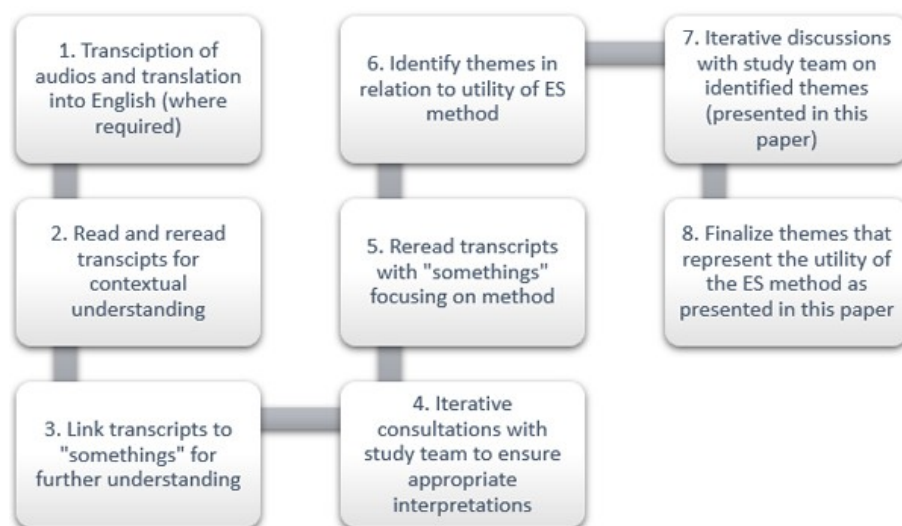 1. Transciption of
audios and translation
into English (where
required)
2. Read and reread
transcipts for
contextual understanding
3. Link transcripts to
"somethings" for
further understanding
4. Iterative
consultations with
study team to ensure
appropriate
interpretations
5. Reread transcripts
with "somethings"
focusing on method
6. Identify themes in
relation to utility of ES
method
7. Iterative discussions
with study team on
identified themes
(presented in this
paper)
8. Finalize themes that
represent the utility of
the ES method as
presented in this paper